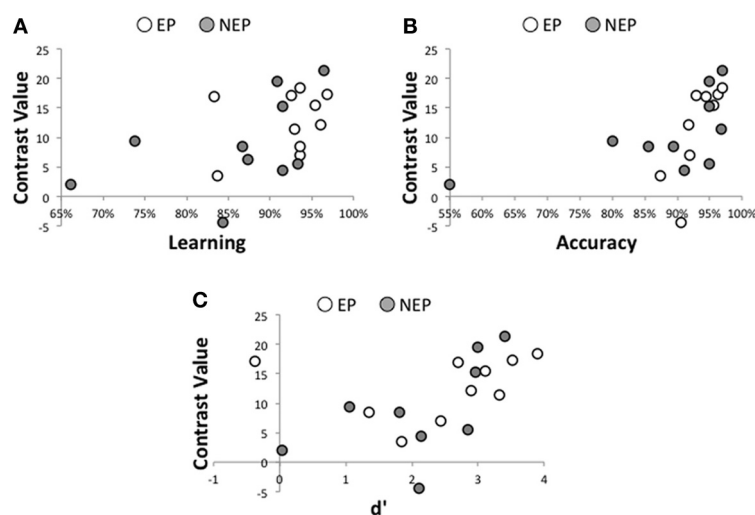 A
EP NEP
Contrast Value
25
20
15
10
5
0
-5
65% 70% 75% 80% 85% 90% 95% 100%
Learning
B
EP NEP
Contrast Value
25
20
15
10
5
0
-5
55% 60% 65% 70% 75% 80% 85% 90% 95% 100%
Accuracy
C
EP NEP
Contrast Value
25
20
15
10
5
0
-5
-1 0 1 2 3 4
d'